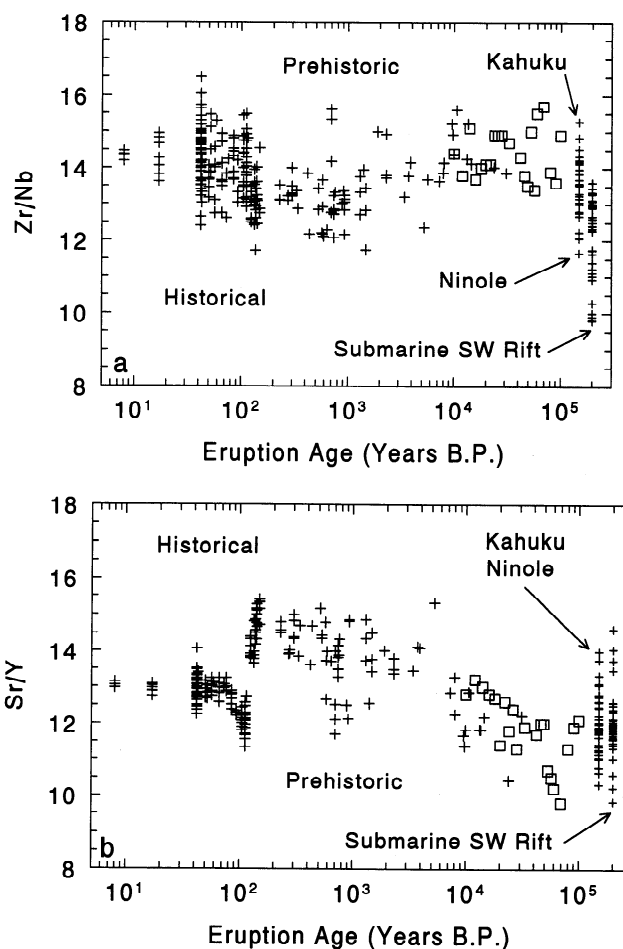 18
16
14
12
10
8
Zr/Nb
Prehistoric
Kahuku
Historical
Ninole
Submarine SW Rift
a
10¹ 10² 10³ 10⁴ 10⁵
Eruption Age (Years B.P.)
18
16
14
12
10
8
Sr/Y
Historical
Kahuku
Ninole
Prehistoric
Submarine SW Rift
b
10¹ 10² 10³ 10⁴ 10⁵
Eruption Age (Years B.P.)